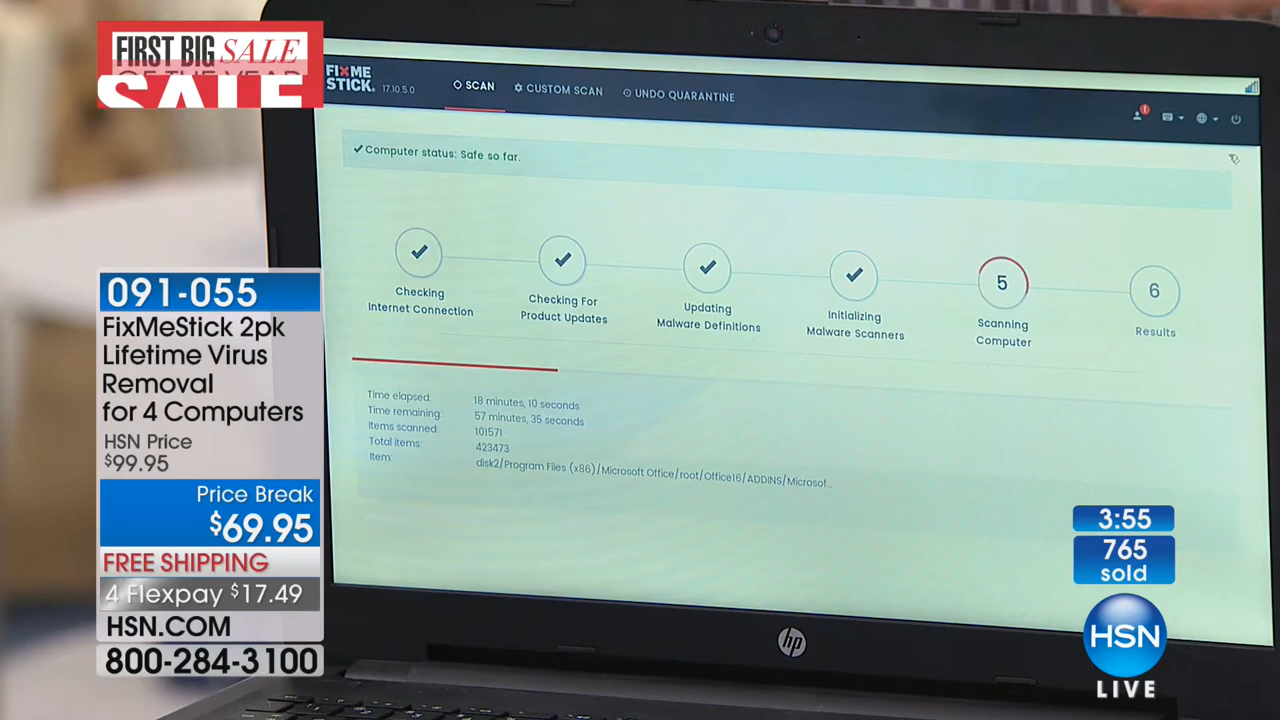 FIRST BIG SALE
OF THE YEAR
SALE
091-055
FixMeStick 2pk
Lifetime Virus
Removal
for 4 Computers
HSN Price
$99.95
Price Break
$69.95
FREE SHIPPING
4 Flexpay $17.49
HSN.COM
800-284-3100
FIXME
STICK.
17.10.5.0
SCAN
CUSTOM SCAN
UNDO QUARANTINE
Computer status: Safe so far.
Checking
Internet Connection
Checking For
Product Updates
Updating
Malware Definitions
Initializing
Malware Scanners
5
Scanning
Computer
6
Results
Time elapsed: 18 minutes, 10 seconds
Time remaining: 57 minutes, 35 seconds
Items scanned: 101571
Total items: 423473
Item: disk2/Program Files (x86)/Microsoft Office/root/Office16/ADDINS/Microsof...
hp
3:55
765
sold
HSN
LIVE